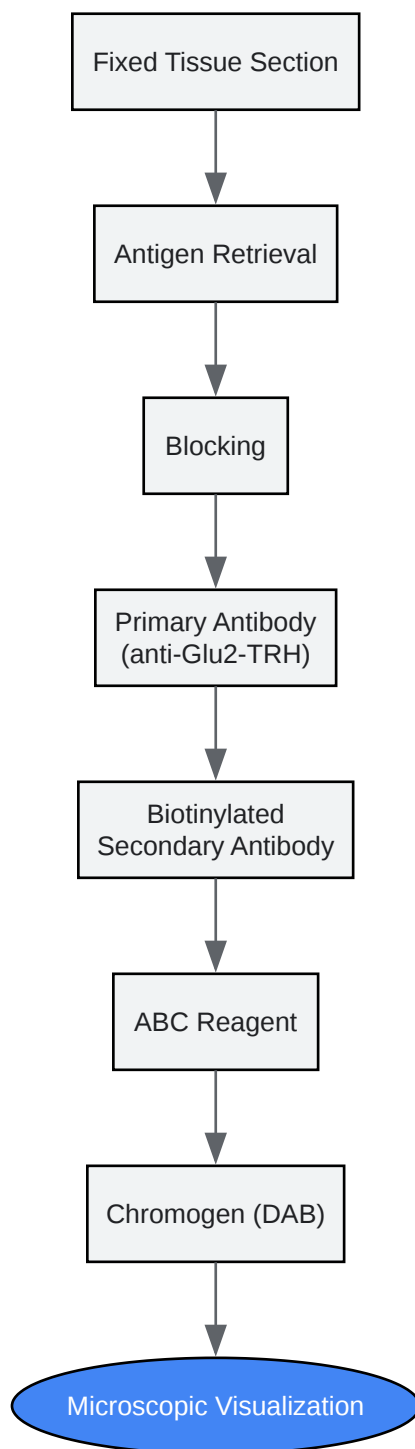 Fixed Tissue Section
Antigen Retrieval
Blocking
Primary Antibody
(anti-Glu2-TRH)
Biotinylated
Secondary Antibody
ABC Reagent
Chromogen (DAB)
Microscopic Visualization